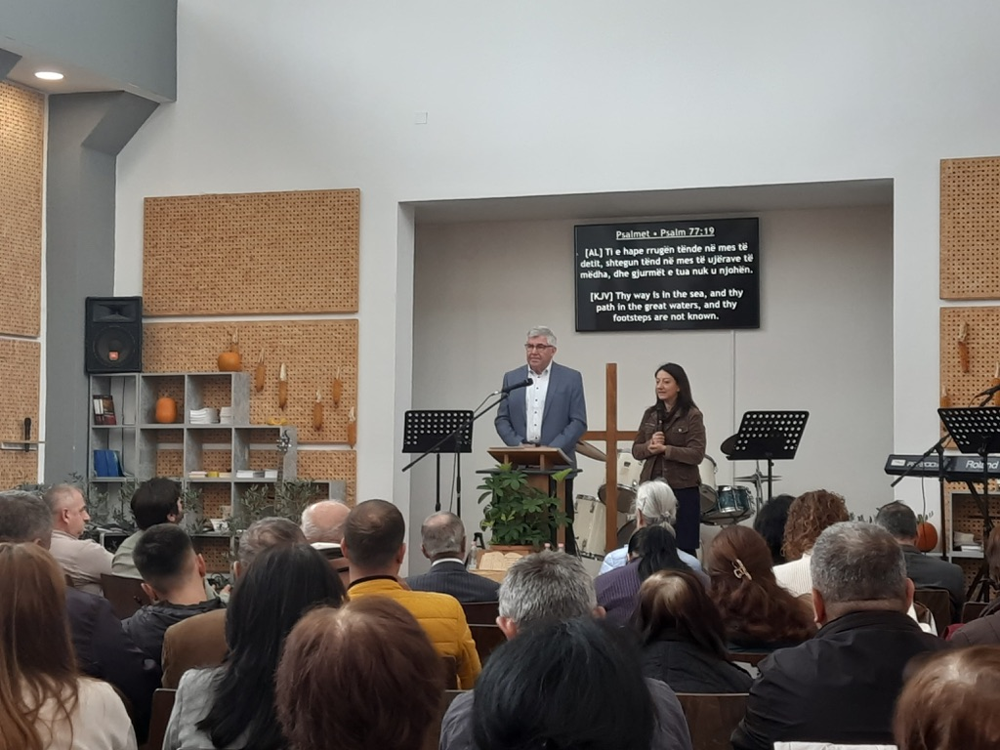 Psalmet • Psalm 77:19
[AL] Ti e hape rrugën tënde në mes të
detit, shtegun tënd në mes të ujërave të
mëdha, dhe gjurmët e tua nuk u njohën.
[KJV] Thy way is in the sea, and thy
path in the great waters, and thy
footsteps are not known.
JBL
Roland